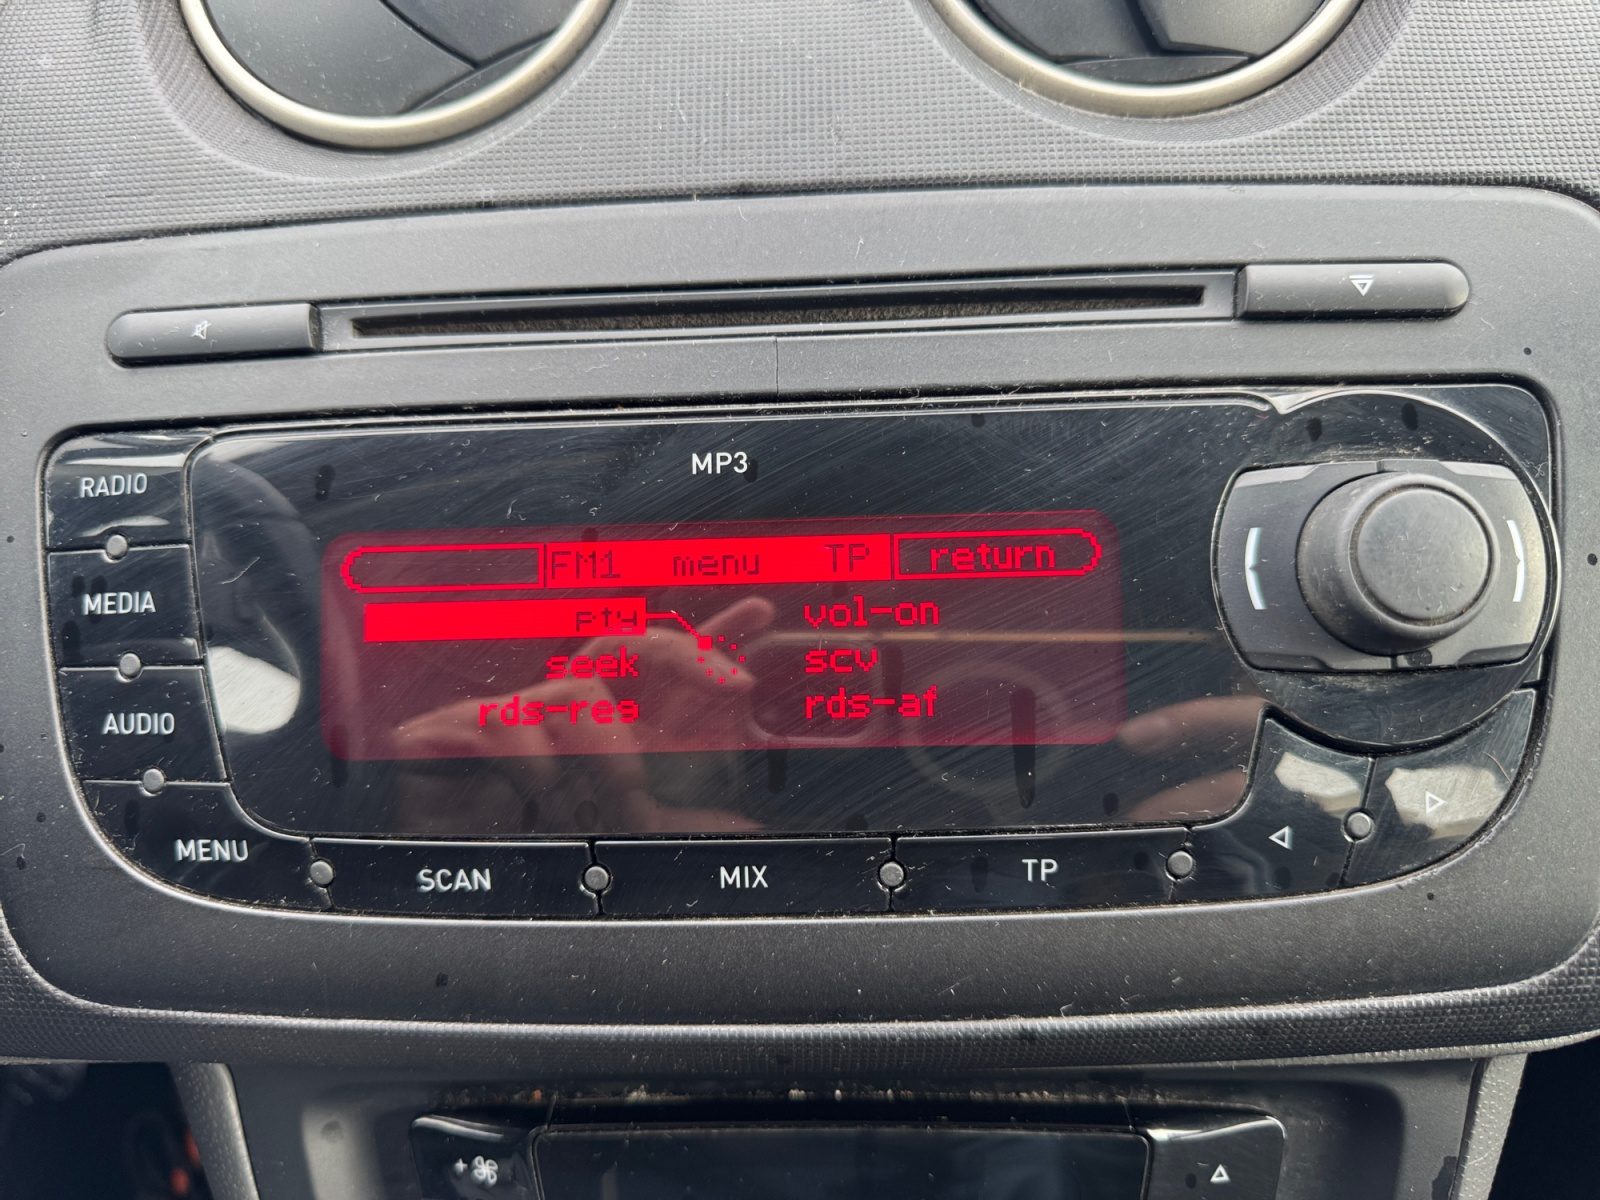 MP3
RADIO
FM1 menu TP return
pty vol-on
MEDIA
seek scv
rds-reg rds-af
AUDIO
MENU
SCAN MIX TP